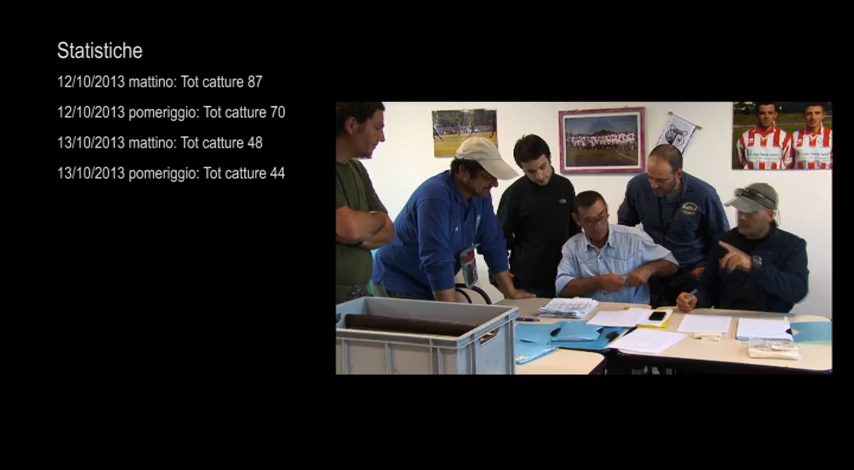 Statistiche
12/10/2013 mattino: Tot catture 87
12/10/2013 pomeriggio: Tot catture 70
13/10/2013 mattino: Tot catture 48
13/10/2013 pomeriggio: Tot catture 44